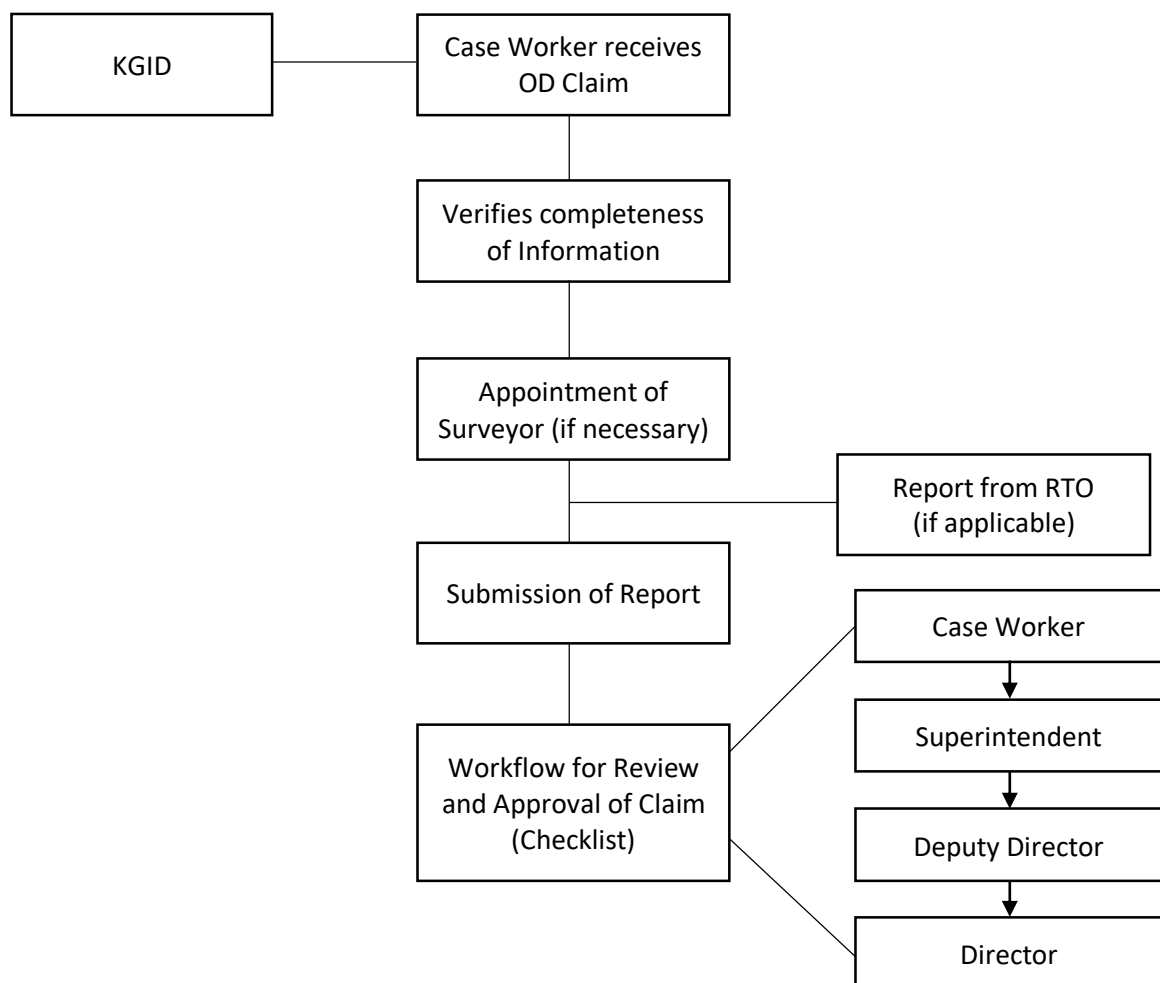 KGID
Case Worker receives
OD Claim
Verifies completeness
of Information
Appointment of
Surveyor (if necessary)
Report from RTO
(if applicable)
Submission of Report
Case Worker
Superintendent
Workflow for Review
and Approval of Claim
(Checklist)
Deputy Director
Director